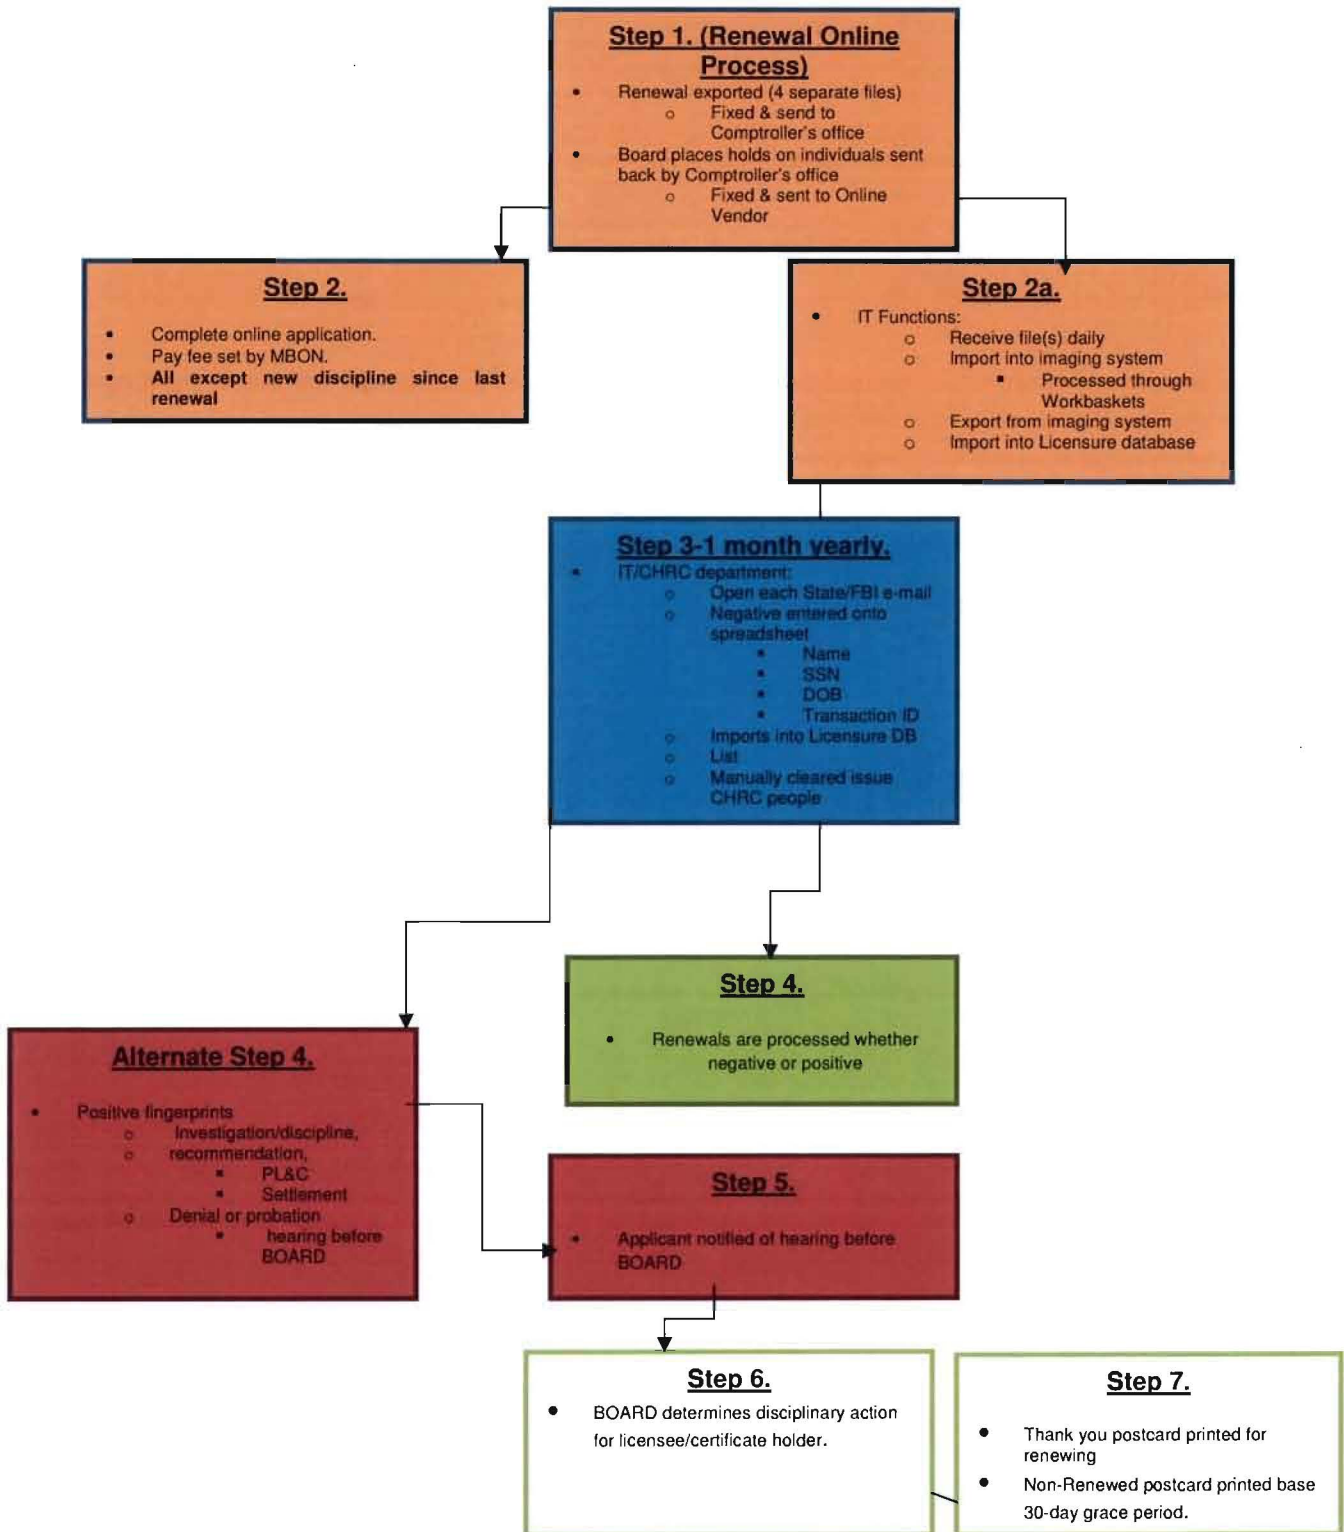 Step 1. (Renewal Online
Process)
• Renewal exported (4 separate files)
o Fixed & send to
Comptroller's office
• Board places holds on individuals sent
back by Comptroller's office
o Fixed & sent to Online
Vendor
Step 2.
▪ Complete online application.
▪ Pay fee set by MBON.
▪ All except new discipline since last
renewal
Step 2a.
• IT Functions:
o Receive file(s) daily
o Import into imaging system
▪ Processed through
Workbaskets
o Export from imaging system
o Import into Licensure database
Step 3-1 month yearly.
• IT/CHRC department:
o Open each State/FBI e-mail
o Negative entered onto
spreadsheet
▪ Name
▪ SSN
▪ DOB
▪ Transaction ID
o Imports into Licensure DB
o List
o Manually cleared issue
CHRC people
Step 4.
• Renewals are processed whether
negative or positive
Alternate Step 4.
• Positive fingerprints
o Investigation/discipline,
o recommendation,
▪ PL&C
▪ Settlement
o Denial or probation
▪ hearing before
BOARD
Step 5.
• Applicant notified of hearing before
BOARD
Step 6.
• BOARD determines disciplinary action
for licensee/certificate holder.
Step 7.
• Thank you postcard printed for
renewing
• Non-Renewed postcard printed base
30-day grace period.